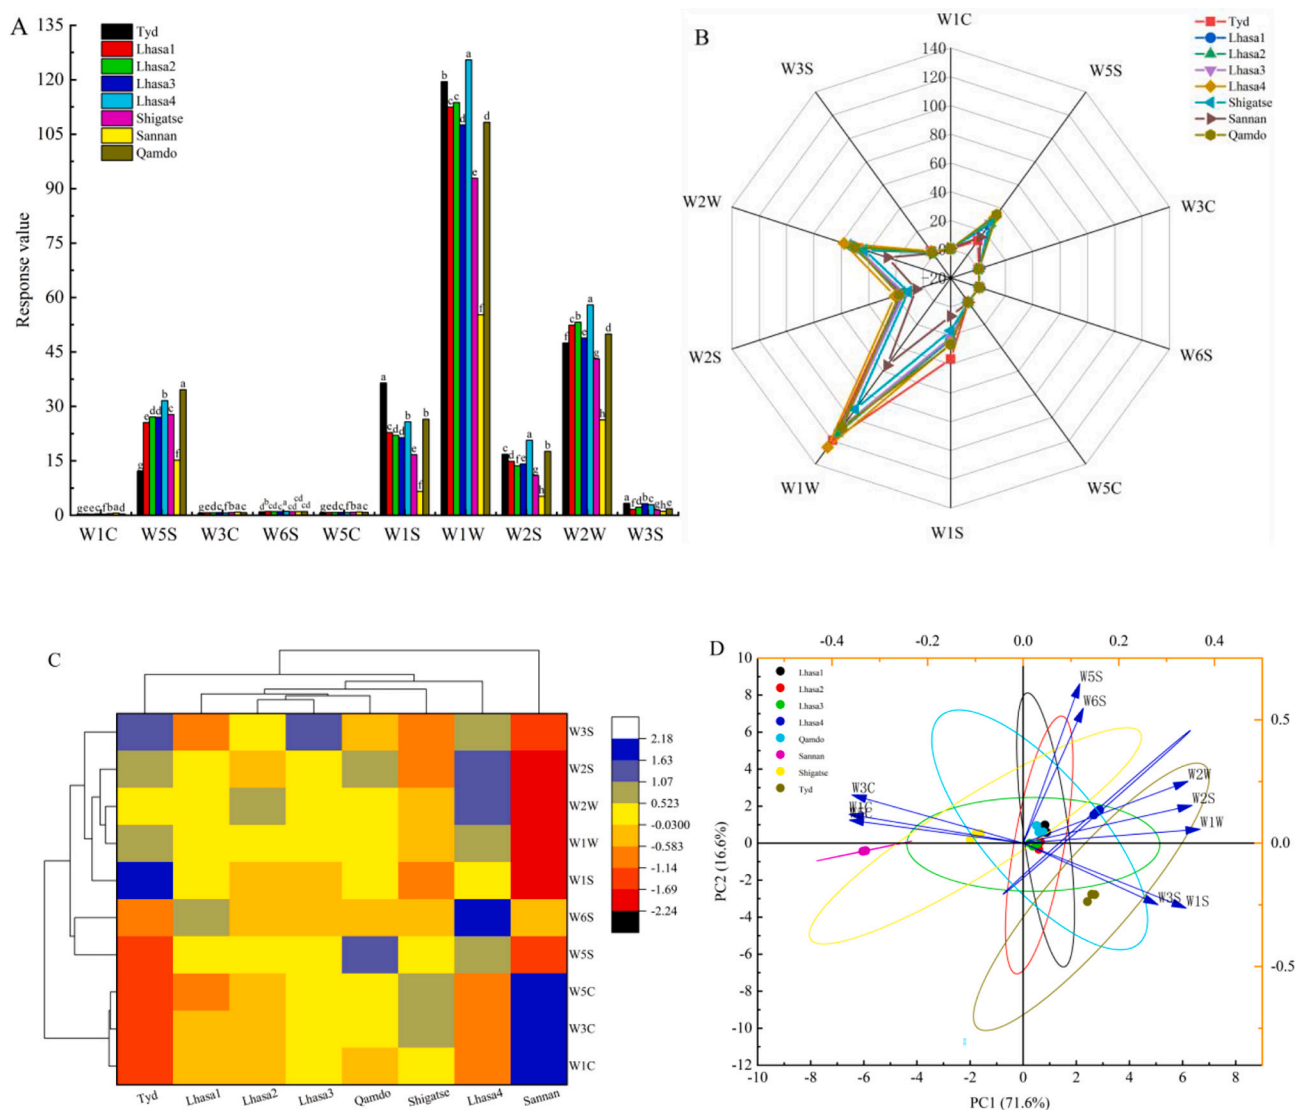 A
135
120
105
90
75
60
45
30
15
0
Response value
Tyd
Lhasa1
Lhasa2
Lhasa3
Lhasa4
Shigatse
Sannan
Qamdo
b c c d a e f d
a c d d b e f b
c d f e a g h b
f c b e a g h d
W1C W5S W3C W6S W5C W1S W1W W2S W2W W3S
B
Tyd
Lhasa1
Lhasa2
Lhasa3
Lhasa4
Shigatse
Sannan
Qamdo
140
120
100
80
60
40
20
0
-20
W1C
W5S
W3C
W6S
W5C
W1S
W1W
W2S
W2W
W3S
C
W3S
W2S
W2W
W1W
W1S
W6S
W5S
W5C
W3C
W1C
Tyd Lhasa1 Lhasa2 Lhasa3 Qamdo Shigatse Lhasa4 Sannan
2.18
1.63
1.07
0.523
-0.0300
-0.583
-1.14
-1.69
-2.24
D
-0.4 -0.2 0.0 0.2 0.4
10
8
6
4
2
0
-2
-4
-6
-8
-10
-12
PC2 (16.6%)
Lhasa1
Lhasa2
Lhasa3
Lhasa4
Qamdo
Sannan
Shigatse
Tyd
W5S
W6S
W2W
W2S
W1W
W3S W1S
W3C
0.5
0.0
-0.5
-10 -8 -6 -4 -2 0 2 4 6 8
PC1 (71.6%)